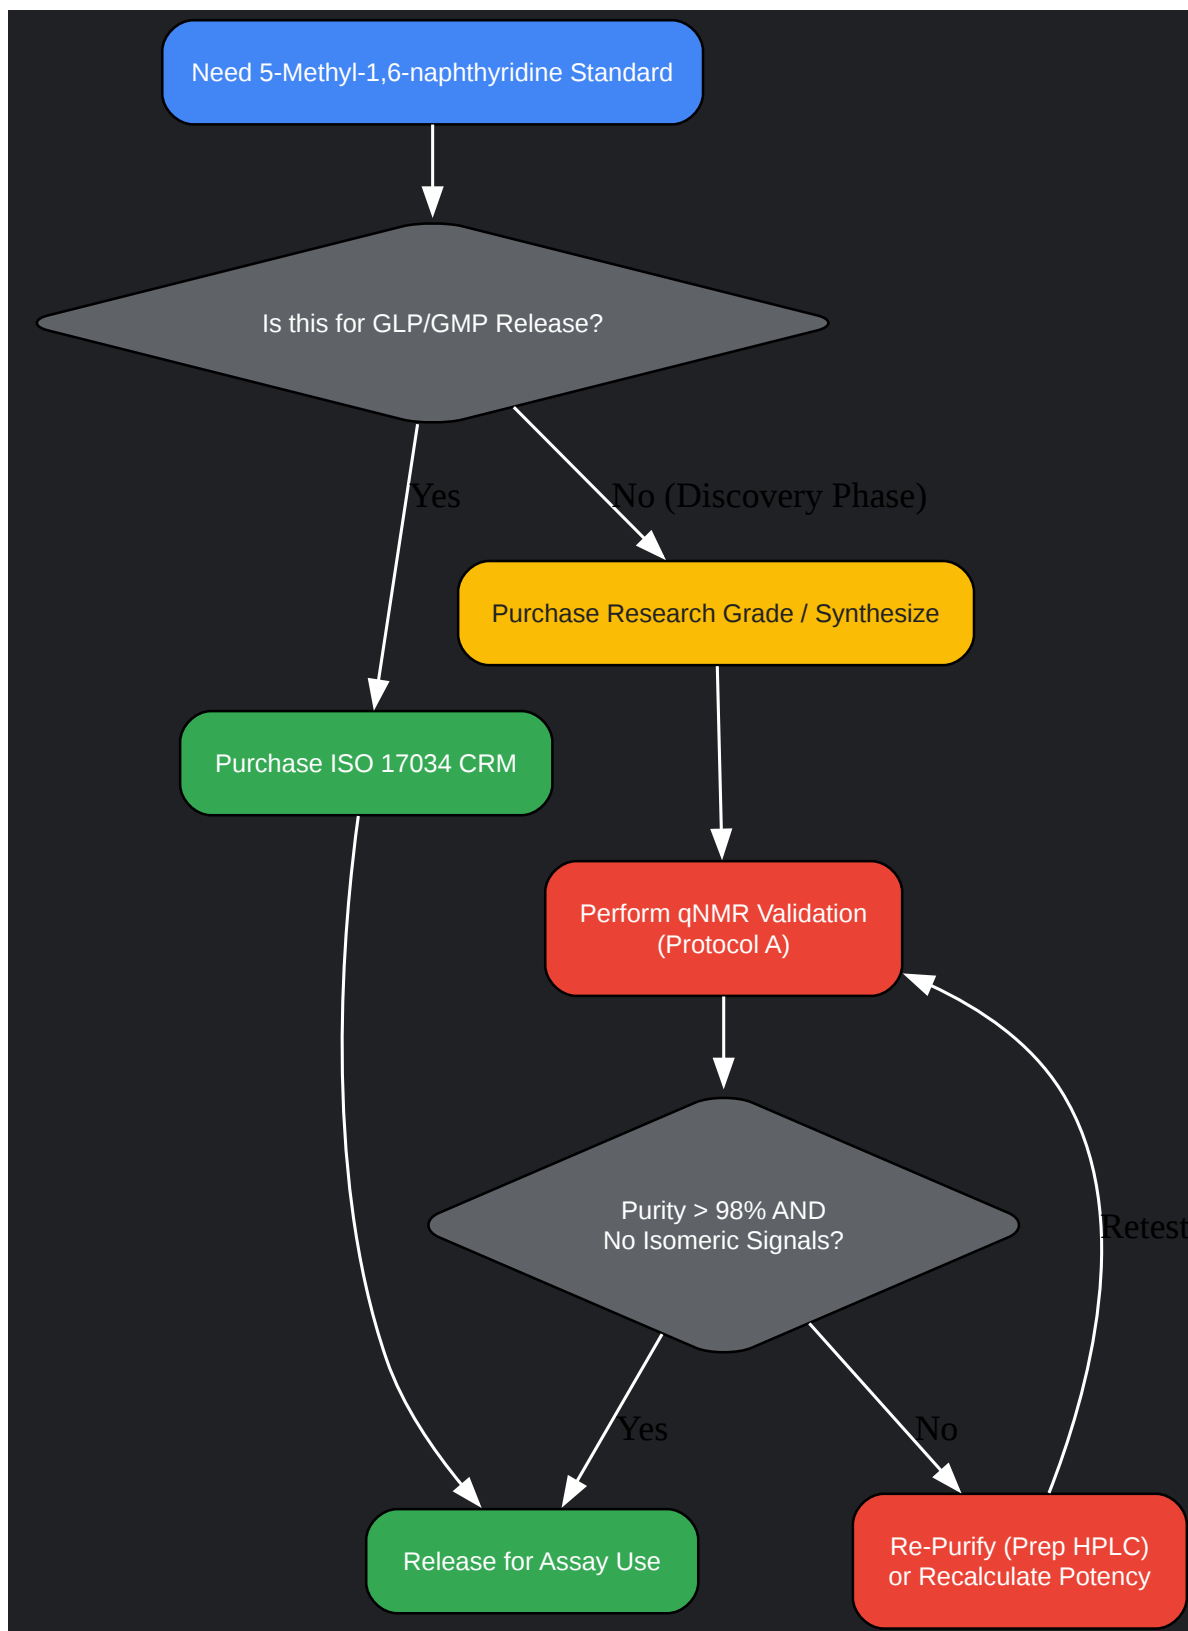 Need 5-Methyl-1,6-naphthyridine Standard
Is this for GLP/GMP Release?
Yes
No (Discovery Phase)
Purchase Research Grade / Synthesize
Purchase ISO 17034 CRM
Perform qNMR Validation
(Protocol A)
Purity > 98% AND
No Isomeric Signals?
Retest
Yes
No
Release for Assay Use
Re-Purify (Prep HPLC)
or Recalculate Potency